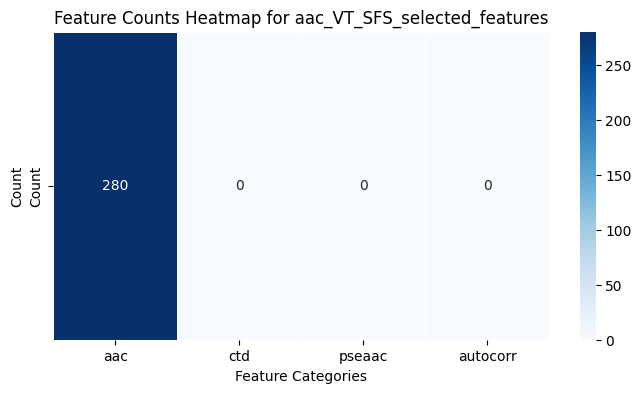 Feature Counts Heatmap for aac_VT_SFS_selected_features
Count
Count
280
0
0
0
aac
ctd
pseaac
autocorr
Feature Categories
250
200
150
100
50
0